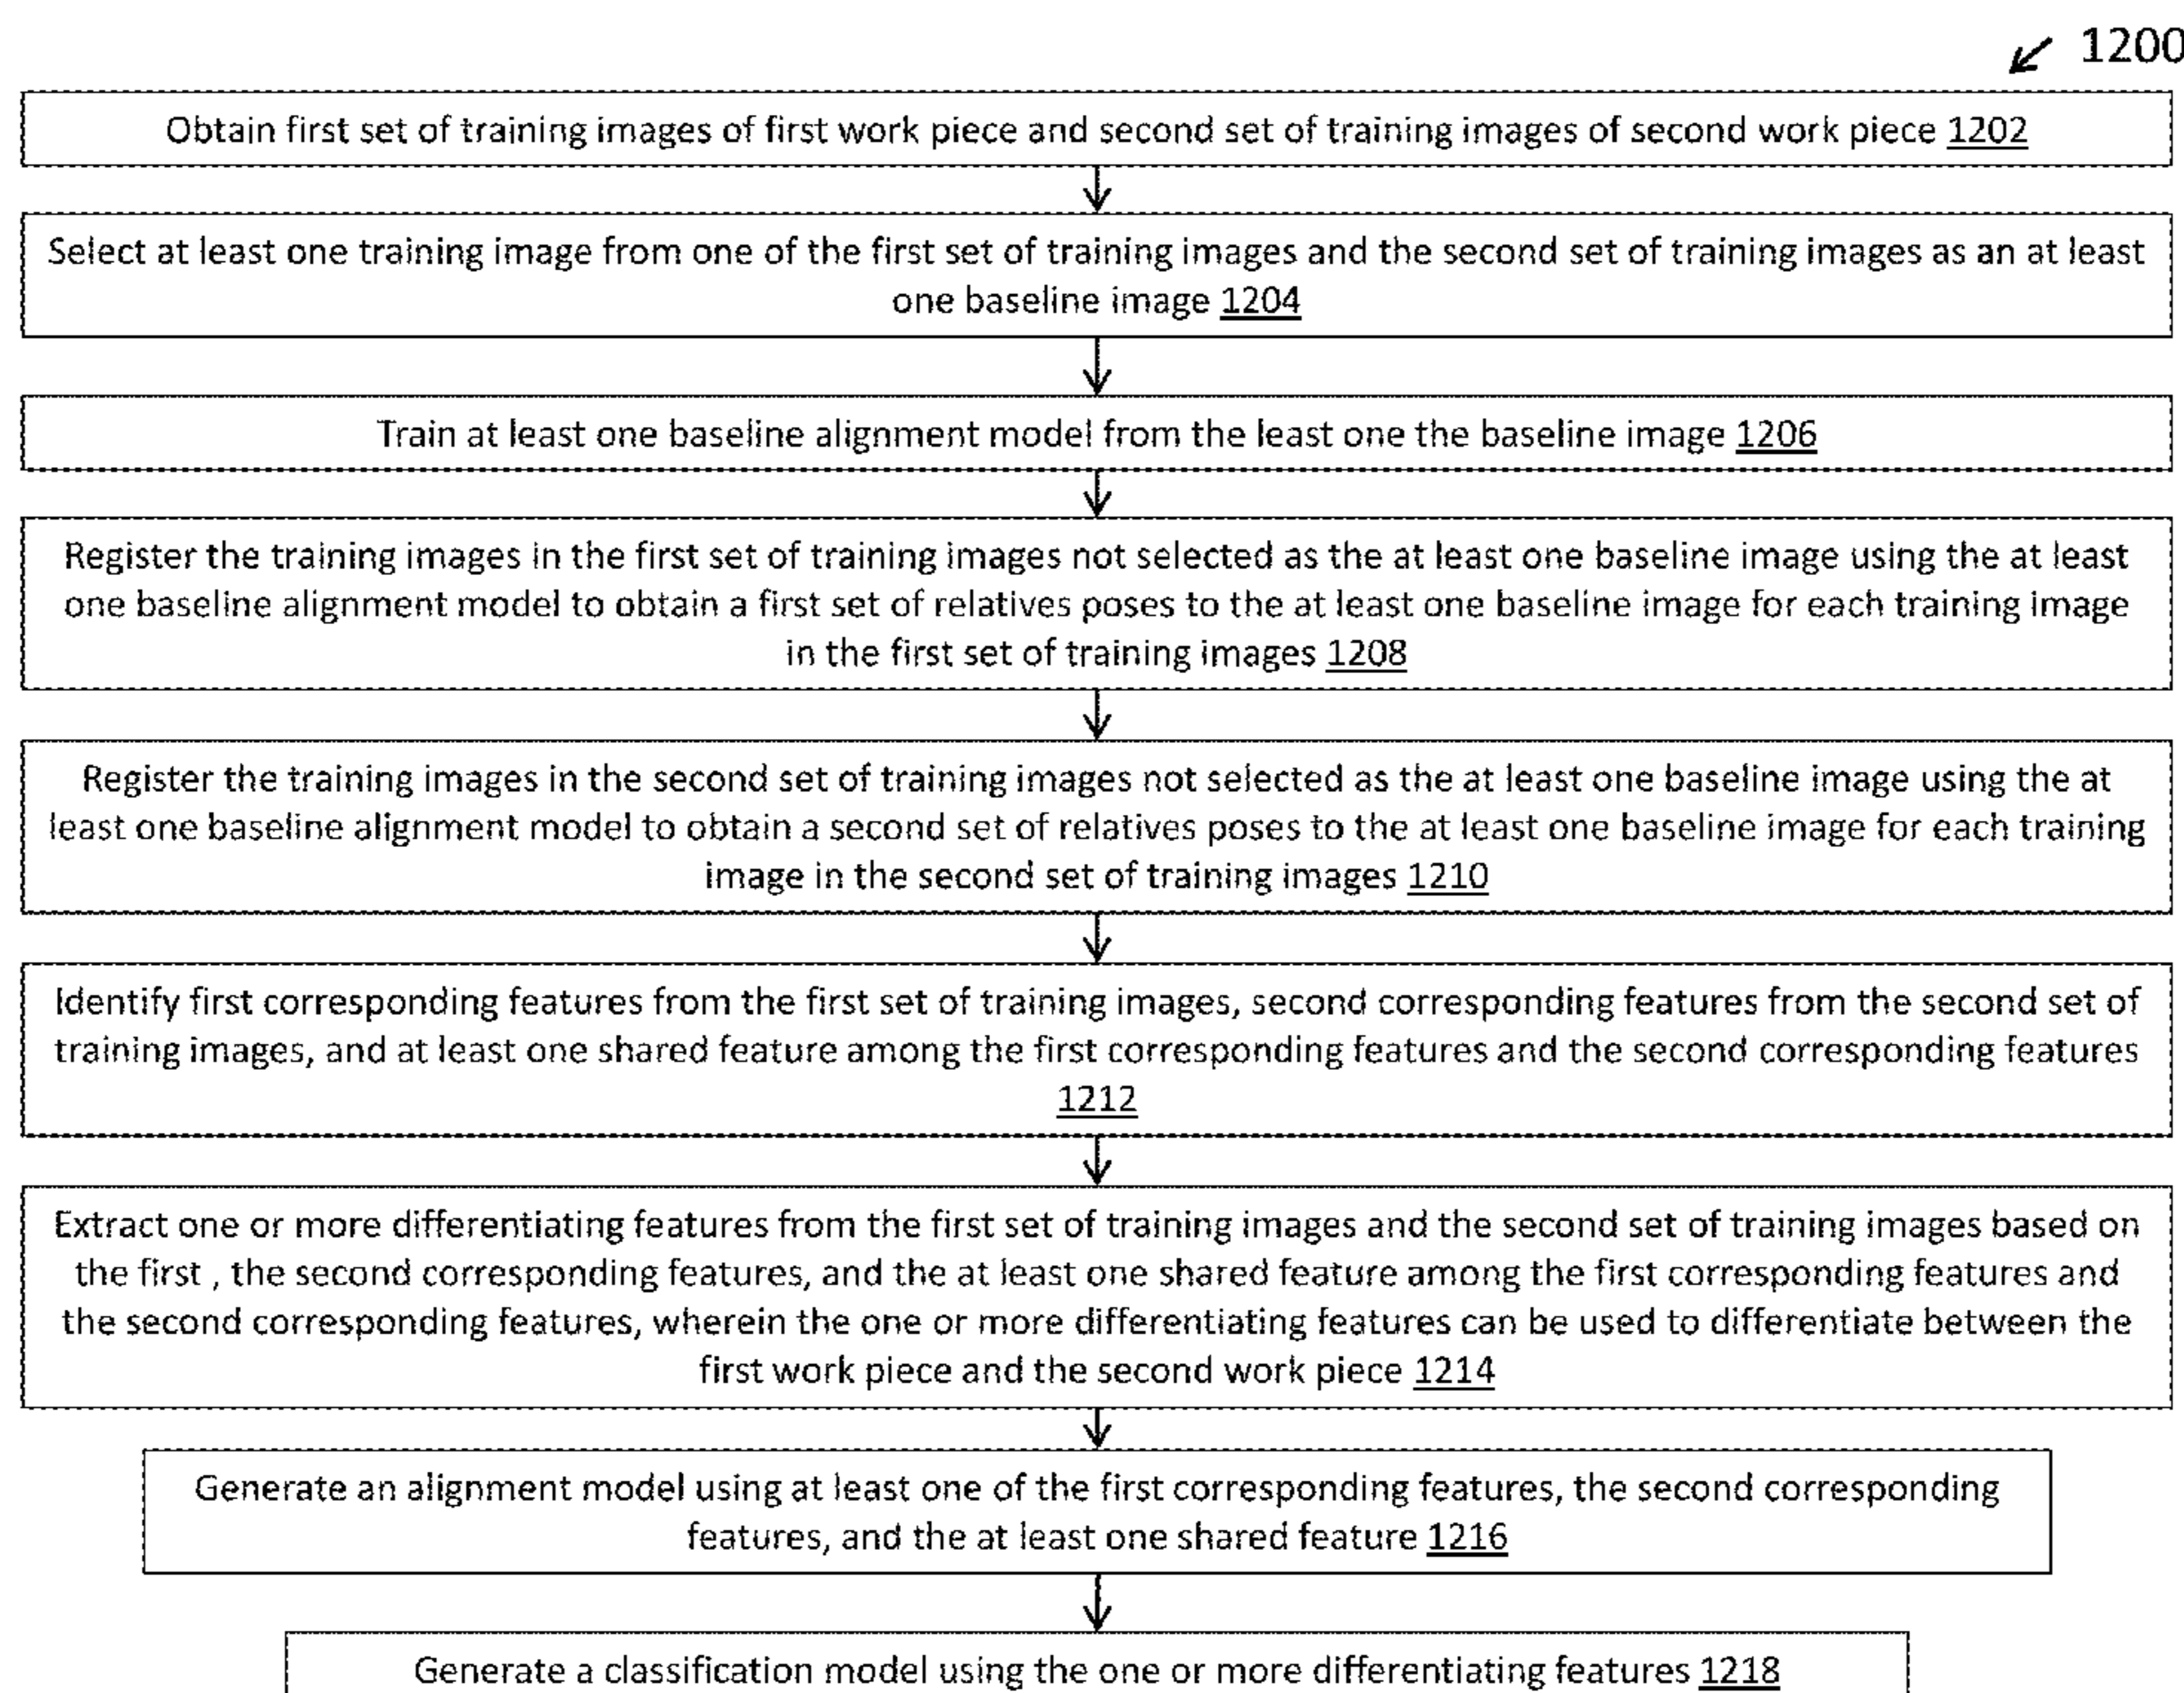 1200
Obtain first set of training images of first work piece and second set of training images of second work piece 1202
Select at least one training image from one of the first set of training images and the second set of training images as an at least
one baseline image 1204
Train at least one baseline alignment model from the least one the baseline image 1206
Register the training images in the first set of training images not selected as the at least one baseline image using the at least
one baseline alignment model to obtain a first set of relatives poses to the at least one baseline image for each training image
in the first set of training images 1208
Register the training images in the second set of training images not selected as the at least one baseline image using the at
least one baseline alignment model to obtain a second set of relatives poses to the at least one baseline image for each training
image in the second set of training images 1210
Identify first corresponding features from the first set of training images, second corresponding features from the second set of
training images, and at least one shared feature among the first corresponding features and the second corresponding features
1212
Extract one or more differentiating features from the first set of training images and the second set of training images based on
the first , the second corresponding features, and the at least one shared feature among the first corresponding features and
the second corresponding features, wherein the one or more differentiating features can be used to differentiate between the
first work piece and the second work piece 1214
Generate an alignment model using at least one of the first corresponding features, the second corresponding
features, and the at least one shared feature 1216
Generate a classification model using the one or more differentiating features 1218